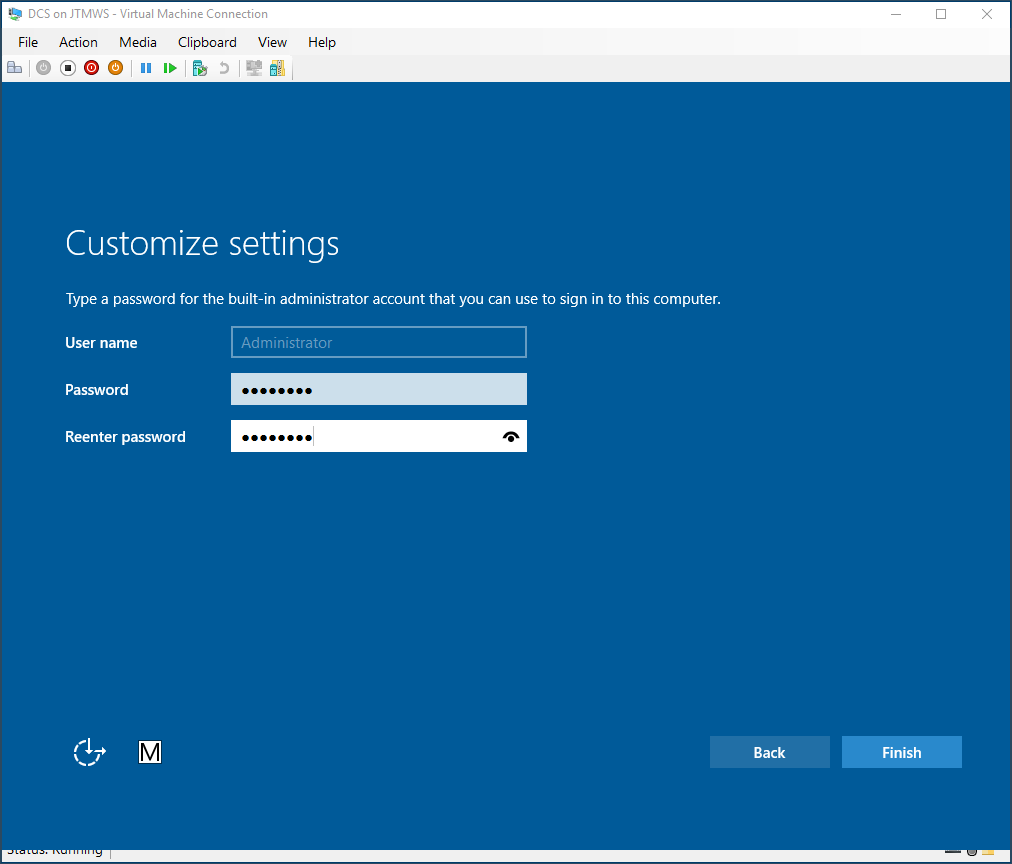 DCS on JTMWS - Virtual Machine Connection
File Action Media Clipboard View Help
Customize settings
Type a password for the built-in administrator account that you can use to sign in to this computer.
User name Administrator
Password ●●●●●●●●
Reenter password ●●●●●●●●
M Back Finish
Status: Running